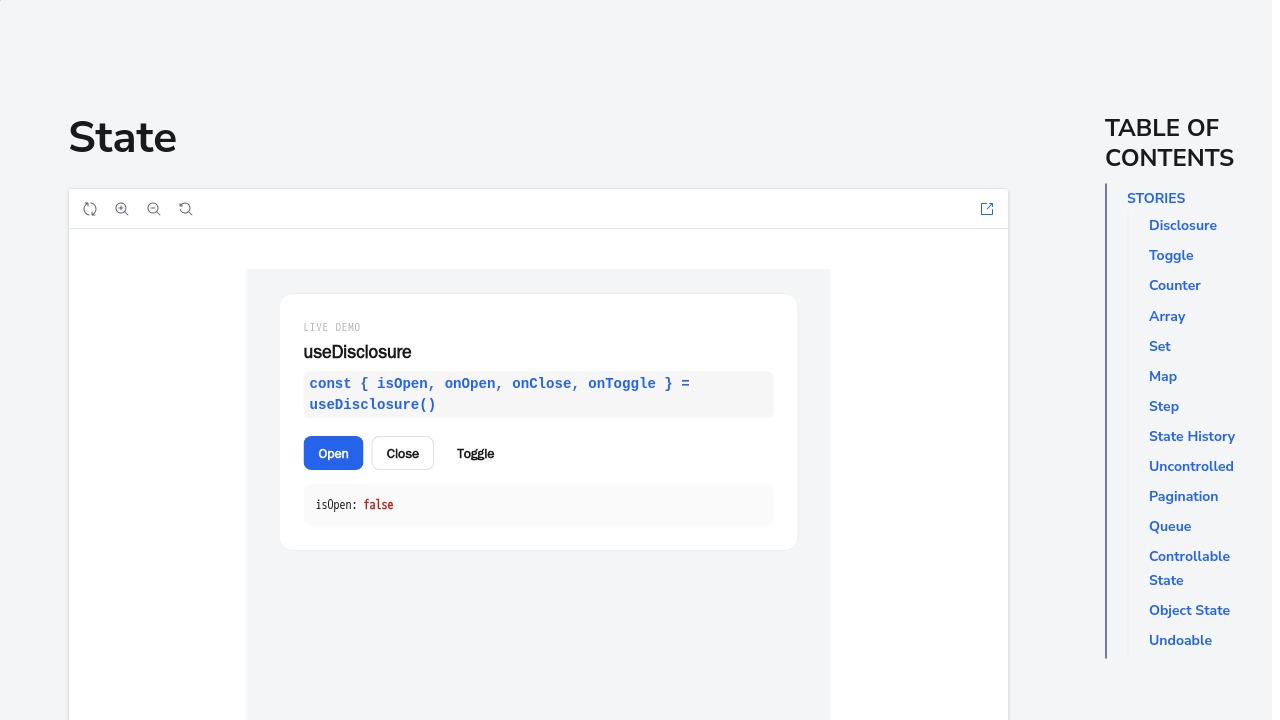 State
LIVE DEMO
useDisclosure
const { isOpen, onOpen, onClose, onToggle } =
useDisclosure()
Open
Close
Toggle
isOpen: false
TABLE OF
CONTENTS
STORIES
Disclosure
Toggle
Counter
Array
Set
Map
Step
State History
Uncontrolled
Pagination
Queue
Controllable
State
Object State
Undoable